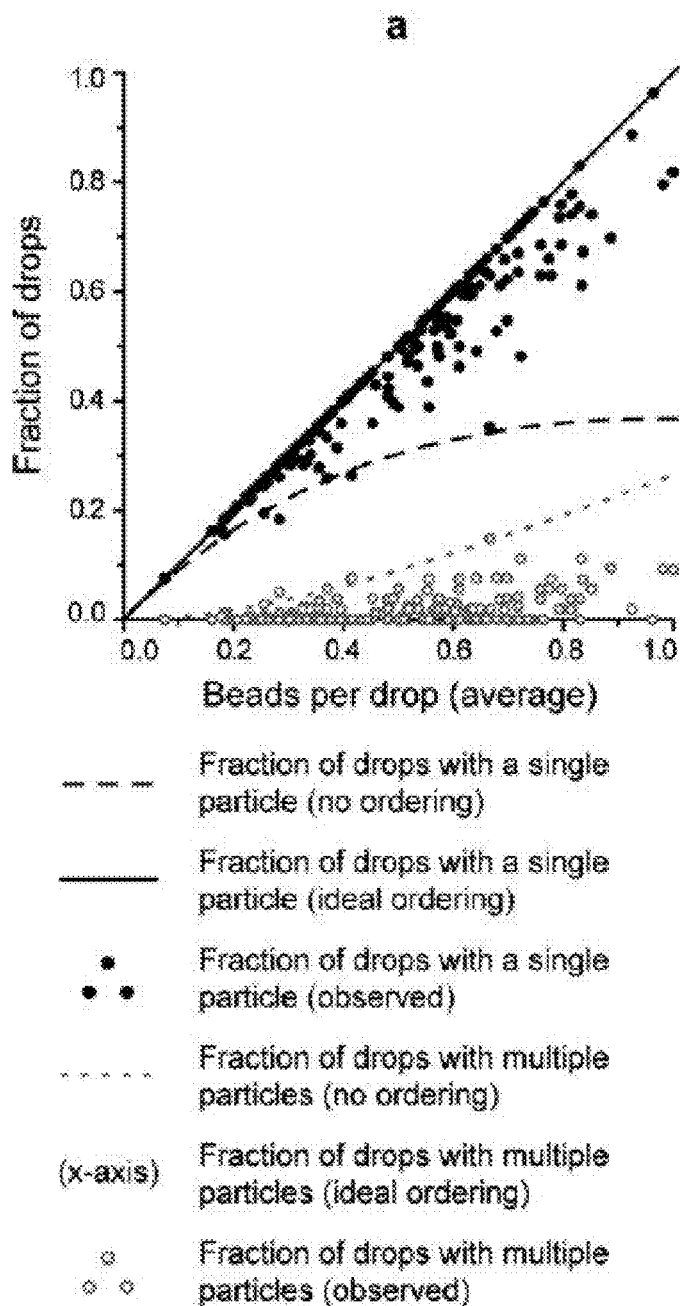 a
1.0
0.8
0.6
0.4
0.2
0.0
Fraction of drops
0.0 0.2 0.4 0.6 0.8 1.0
Beads per drop (average)
Fraction of drops with a single
particle (no ordering)
Fraction of drops with a single
particle (ideal ordering)
Fraction of drops with a single
particle (observed)
Fraction of drops with multiple
particles (no ordering)
(x-axis) Fraction of drops with multiple
particles (ideal ordering)
Fraction of drops with multiple
particles (observed)